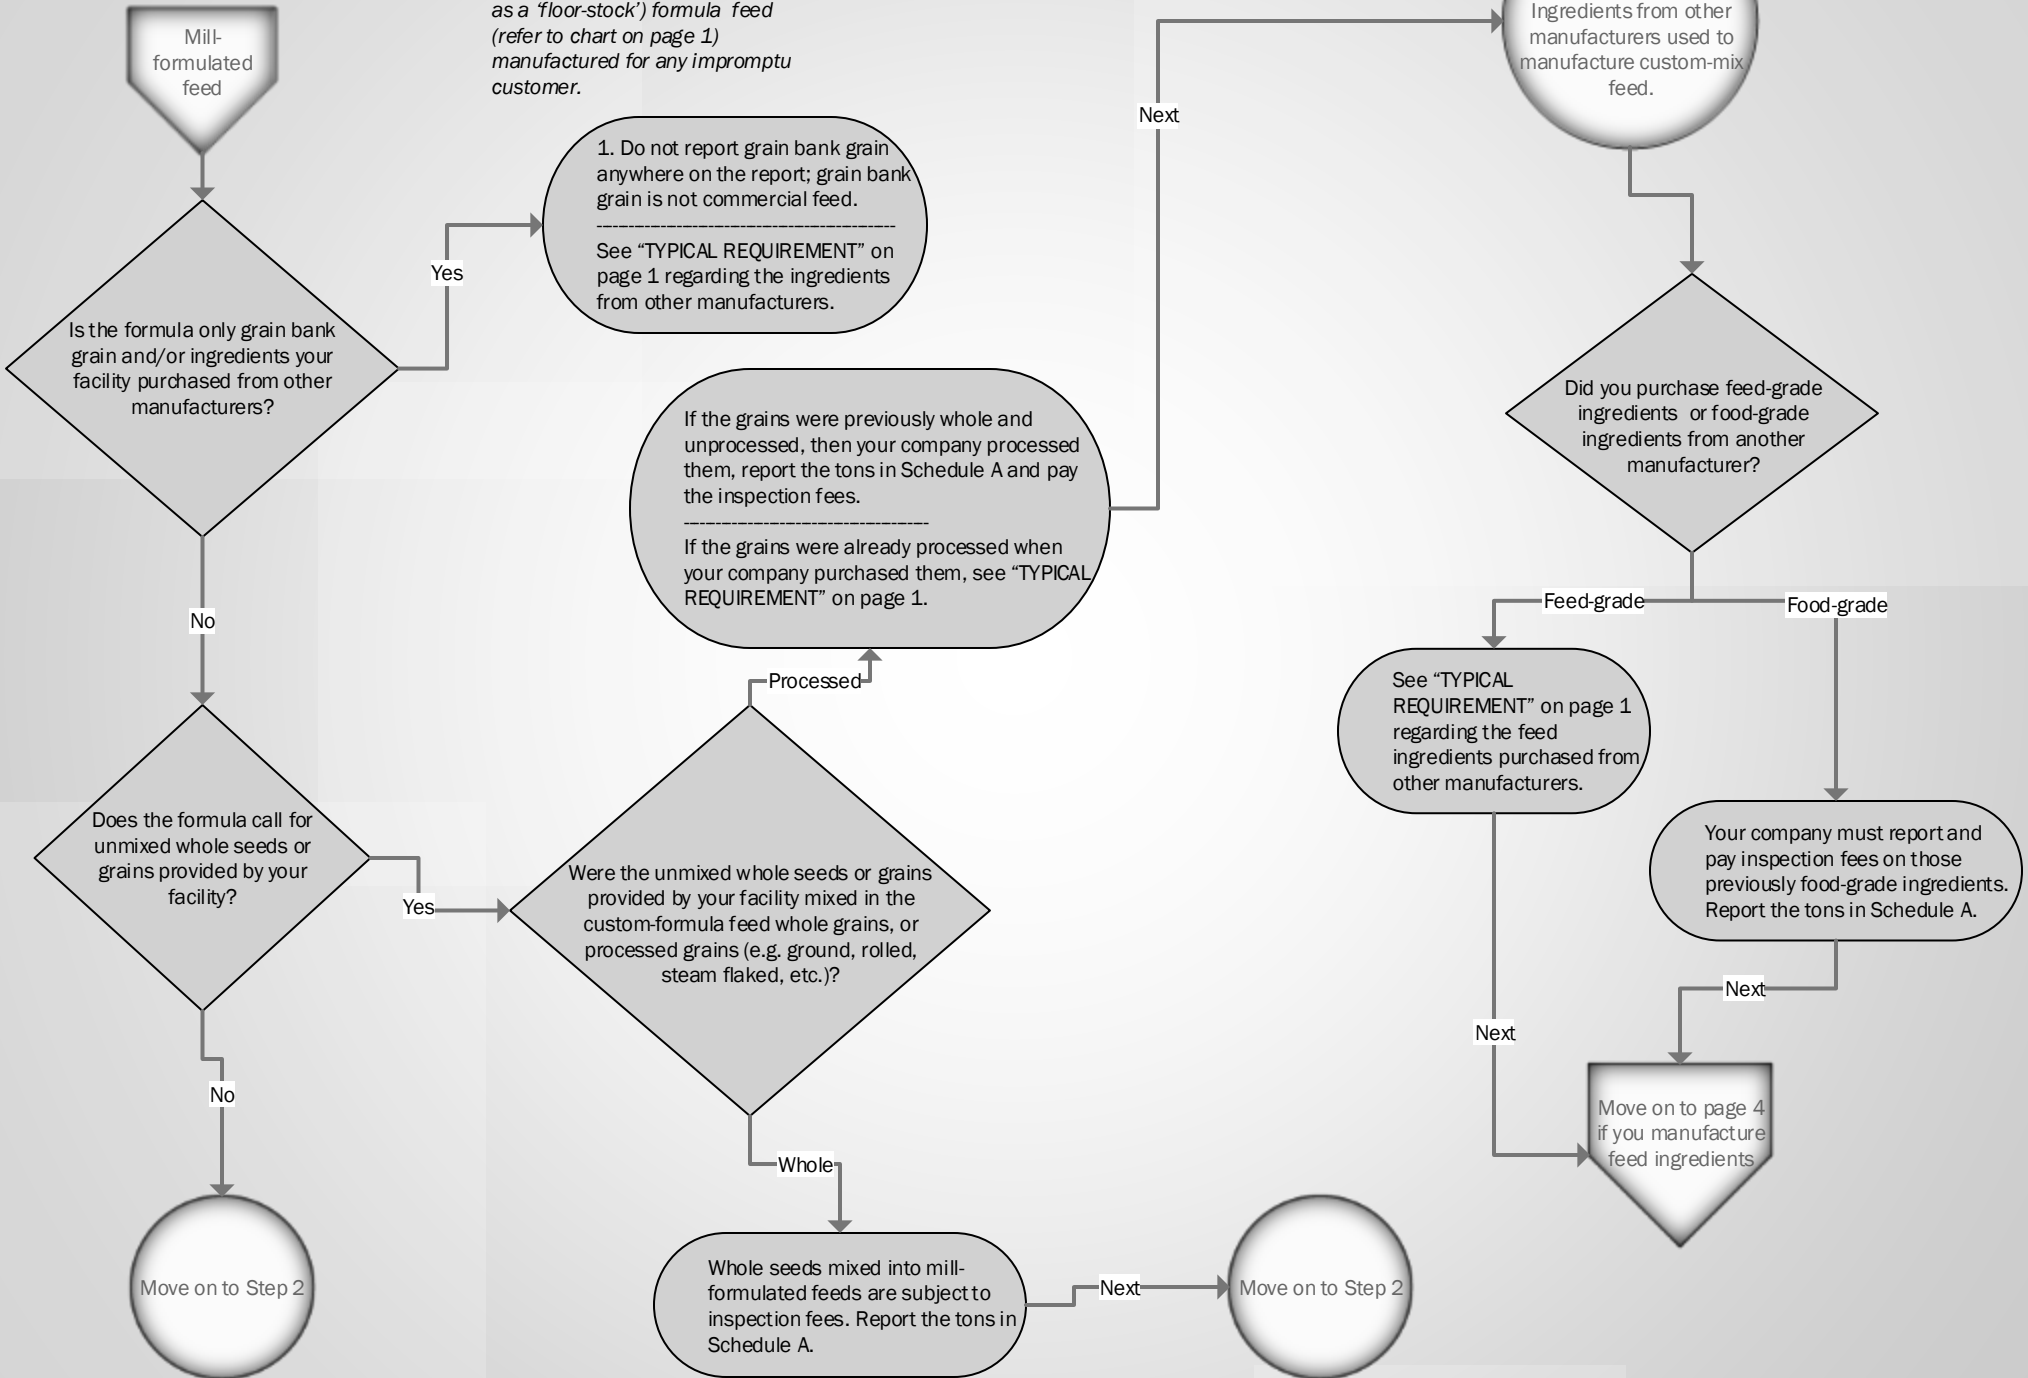 as a ‘floor-stock’) formula feed
(refer to chart on page 1)
manufactured for any impromptu
customer.
Mill-
formulated
feed
Ingredients from other
manufacturers used to
manufacture custom-mix
feed.
Next
1. Do not report grain bank grain
anywhere on the report; grain bank
grain is not commercial feed.
-----------------------------------------------
See “TYPICAL REQUIREMENT” on
page 1 regarding the ingredients
from other manufacturers.
Yes
Is the formula only grain bank
grain and/or ingredients your
facility purchased from other
manufacturers?
If the grains were previously whole and
unprocessed, then your company processed
them, report the tons in Schedule A and pay
the inspection fees.
--------------------------------------
If the grains were already processed when
your company purchased them, see “TYPICAL
REQUIREMENT” on page 1.
Did you purchase feed-grade
ingredients or food-grade
ingredients from another
manufacturer?
No
Feed-grade
Food-grade
Processed
See “TYPICAL
REQUIREMENT” on page 1
regarding the feed
ingredients purchased from
other manufacturers.
Does the formula call for
unmixed whole seeds or
grains provided by your
facility?
Yes
Were the unmixed whole seeds or grains
provided by your facility mixed in the
custom-formula feed whole grains, or
processed grains (e.g. ground, rolled,
steam flaked, etc.)?
Your company must report and
pay inspection fees on those
previously food-grade ingredients.
Report the tons in Schedule A.
Next
Next
No
Move on to page 4
if you manufacture
feed ingredients
Whole
Move on to Step 2
Whole seeds mixed into mill-
formulated feeds are subject to
inspection fees. Report the tons in
Schedule A.
Next
Move on to Step 2